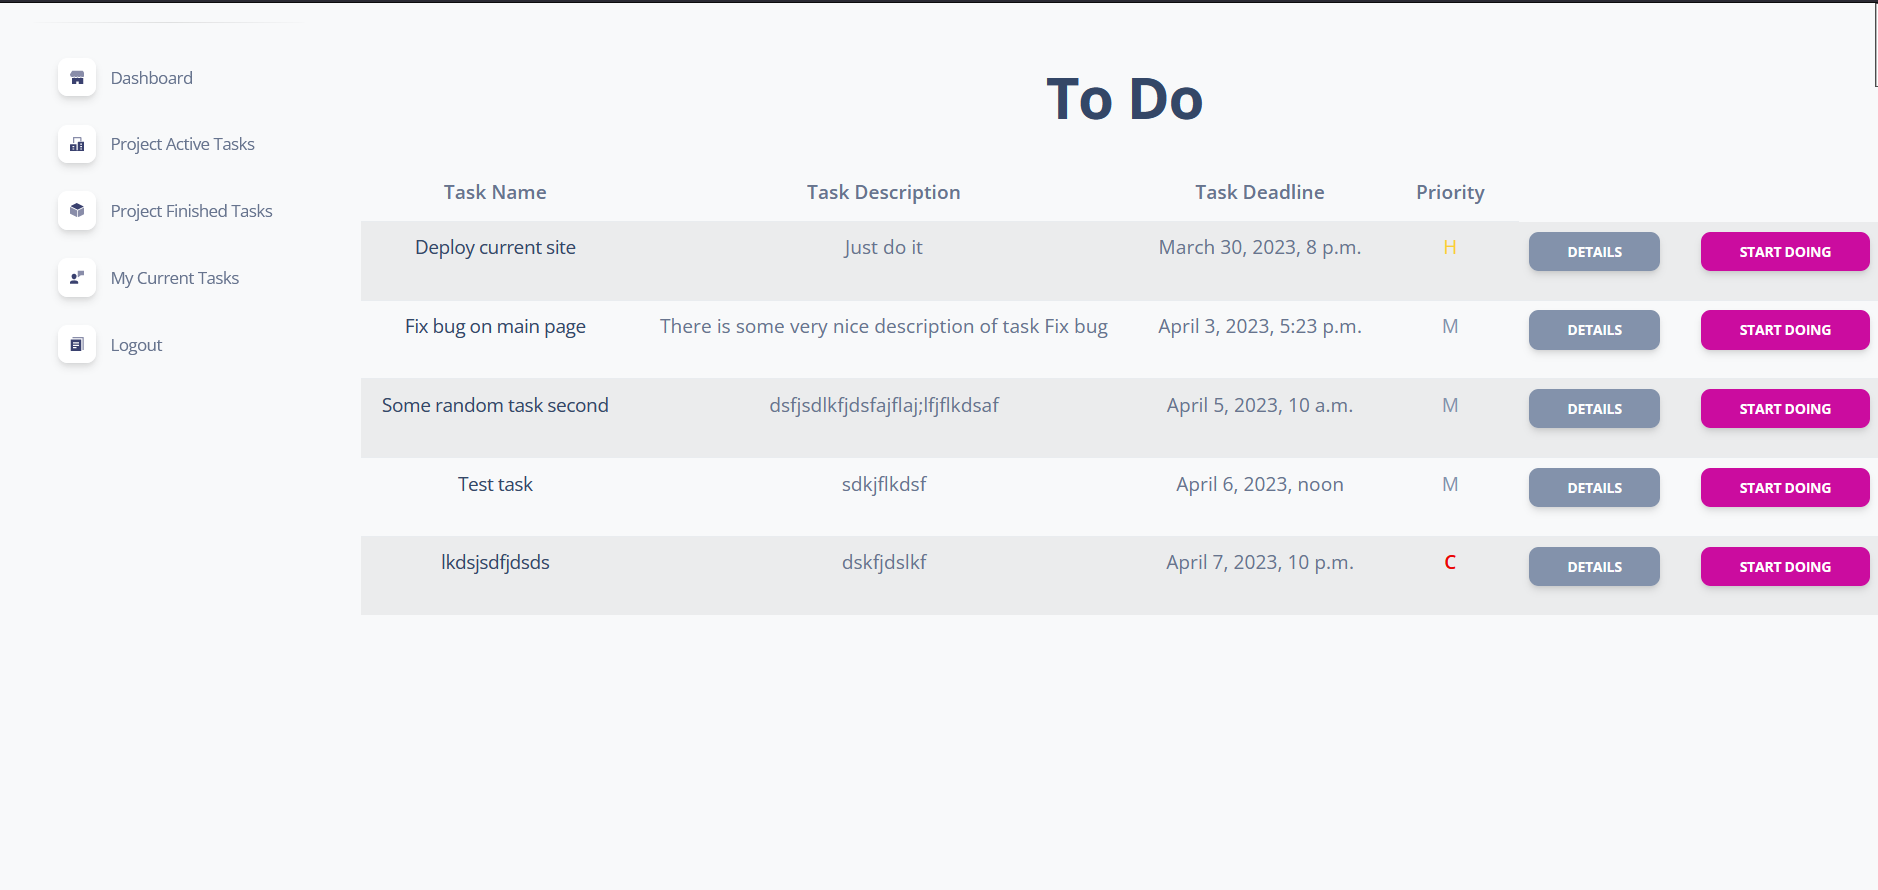 Dashboard
Project Active Tasks
Project Finished Tasks
My Current Tasks
Logout
To Do
Task Name Task Description Task Deadline Priority
Deploy current site Just do it March 30, 2023, 8 p.m. H DETAILS START DOING
Fix bug on main page There is some very nice description of task Fix bug April 3, 2023, 5:23 p.m. M DETAILS START DOING
Some random task second dsfjsdlkfjdsfajflaj;lfjflkdsaf April 5, 2023, 10 a.m. M DETAILS START DOING
Test task sdkjflkdsf April 6, 2023, noon M DETAILS START DOING
lkdsjsdfjdsds dskfjdslkf April 7, 2023, 10 p.m. C DETAILS START DOING